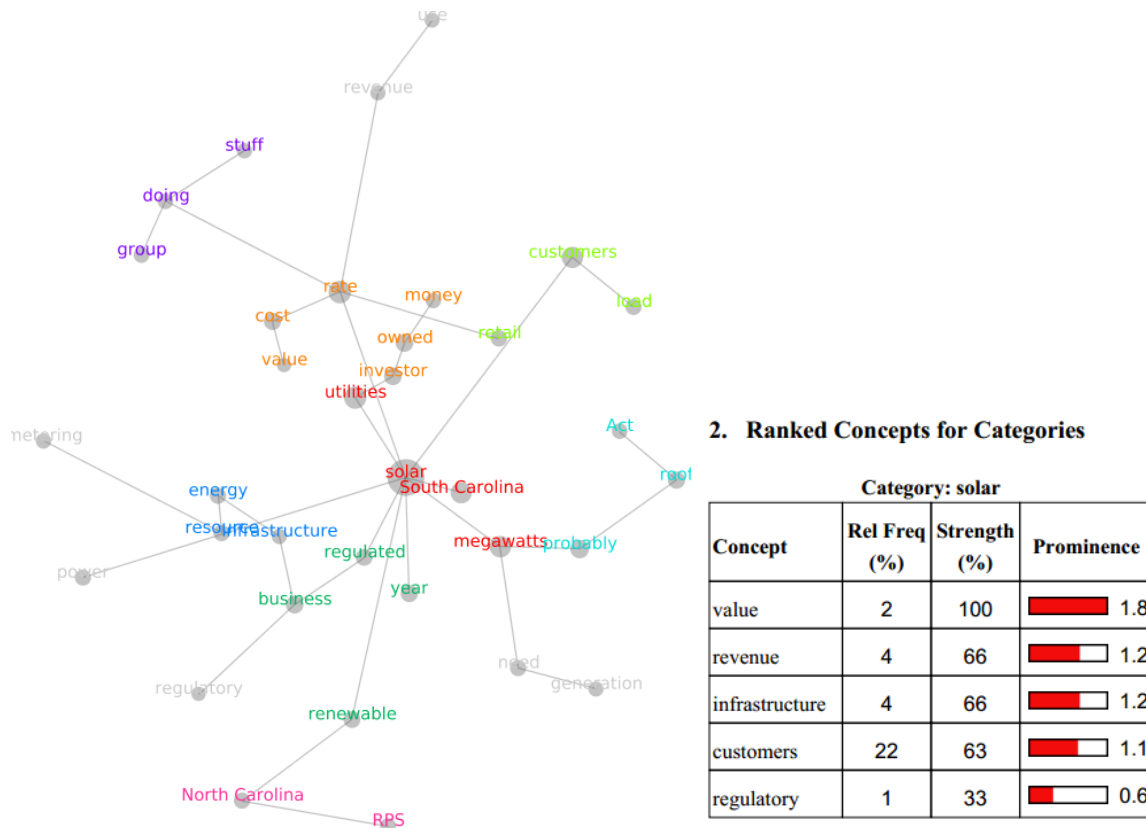 use
revenue
stuff
doing
group
customers
rate
money
load
cost
owned
retail
value
investor
utilities
Act
metering
solar
roof
energy
South Carolina
resource
infrastructure
megawatts
probably
regulated
power
year
business
need
regulatory
generation
renewable
North Carolina
RPS
2. Ranked Concepts for Categories
Category: solar
Concept Rel Freq (%) Strength (%) Prominence
value 2 100 1.8
revenue 4 66 1.2
infrastructure 4 66 1.2
customers 22 63 1.1
regulatory 1 33 0.6